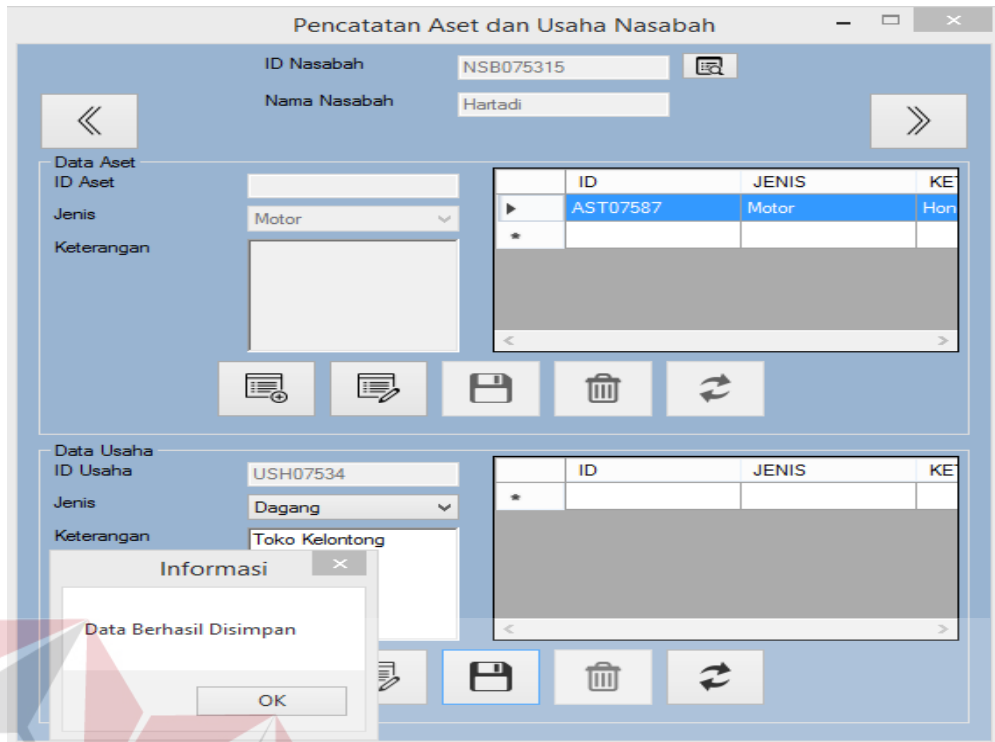 Pencatatan Aset dan Usaha Nasabah
ID Nasabah NSB075315
Nama Nasabah Hartadi
Data Aset
ID Aset
Jenis Motor
Keterangan
ID JENIS KET
AST07587 Motor Hon
Data Usaha
ID Usaha USH07534
Jenis Dagang
Keterangan Toko Kelontong
ID JENIS KET
Informasi
Data Berhasil Disimpan
OK